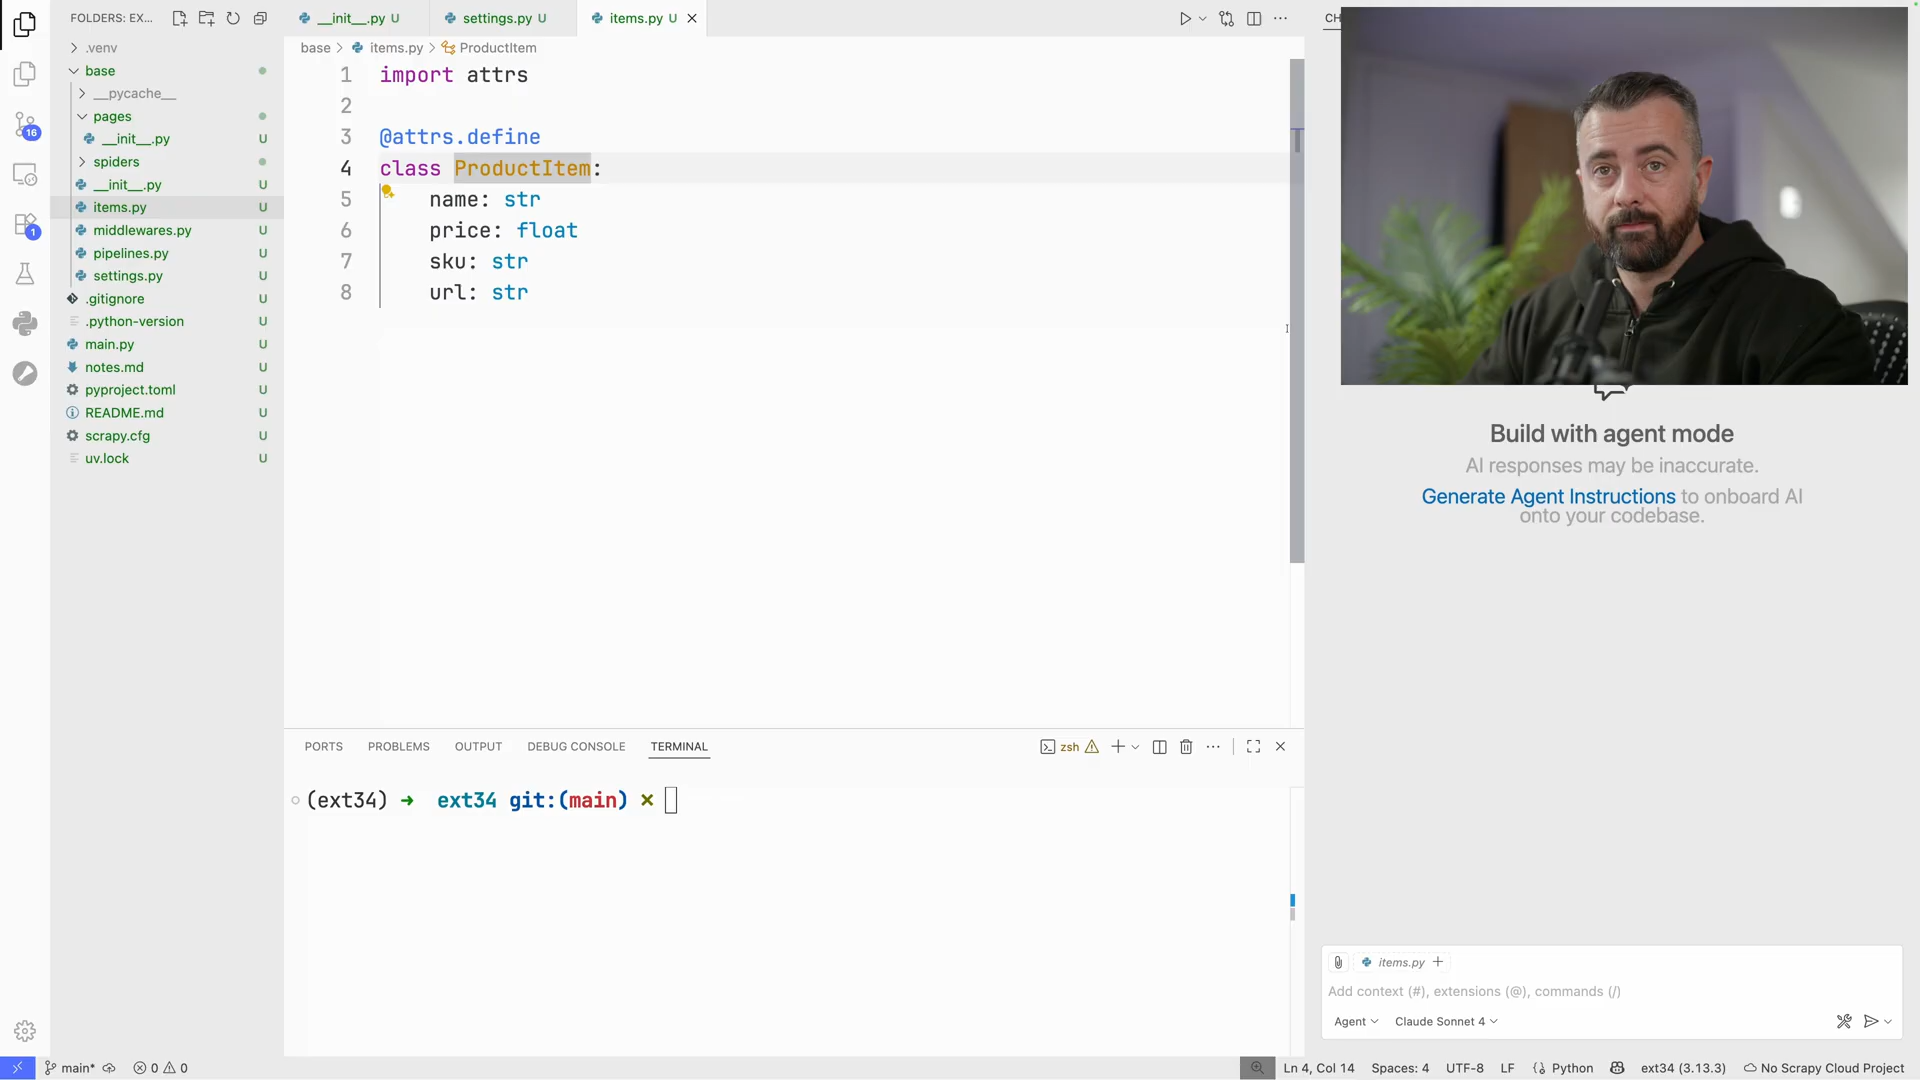 FOLDERS: EX...
.venv
base
__pycache__
pages
__init__.py U
spiders
__init__.py U
items.py U
middlewares.py U
pipelines.py U
settings.py U
.gitignore U
.python-version U
main.py U
notes.md U
pyproject.toml U
README.md U
scrapy.cfg U
uv.lock U
16
1
__init__.py U
settings.py U
items.py U
base > items.py > ProductItem
1 import attrs
2
3 @attrs.define
4 class ProductItem:
5 name: str
6 price: float
7 sku: str
8 url: str
PORTS PROBLEMS OUTPUT DEBUG CONSOLE TERMINAL
zsh
(ext34) ➜ ext34 git:(main) ✗
CH
Build with agent mode
AI responses may be inaccurate.
Generate Agent Instructions to onboard AI
onto your codebase.
items.py
Add context (#), extensions (@), commands (/)
Agent Claude Sonnet 4
main* 0 0
Ln 4, Col 14 Spaces: 4 UTF-8 LF {} Python ext34 (3.13.3) No Scrapy Cloud Project